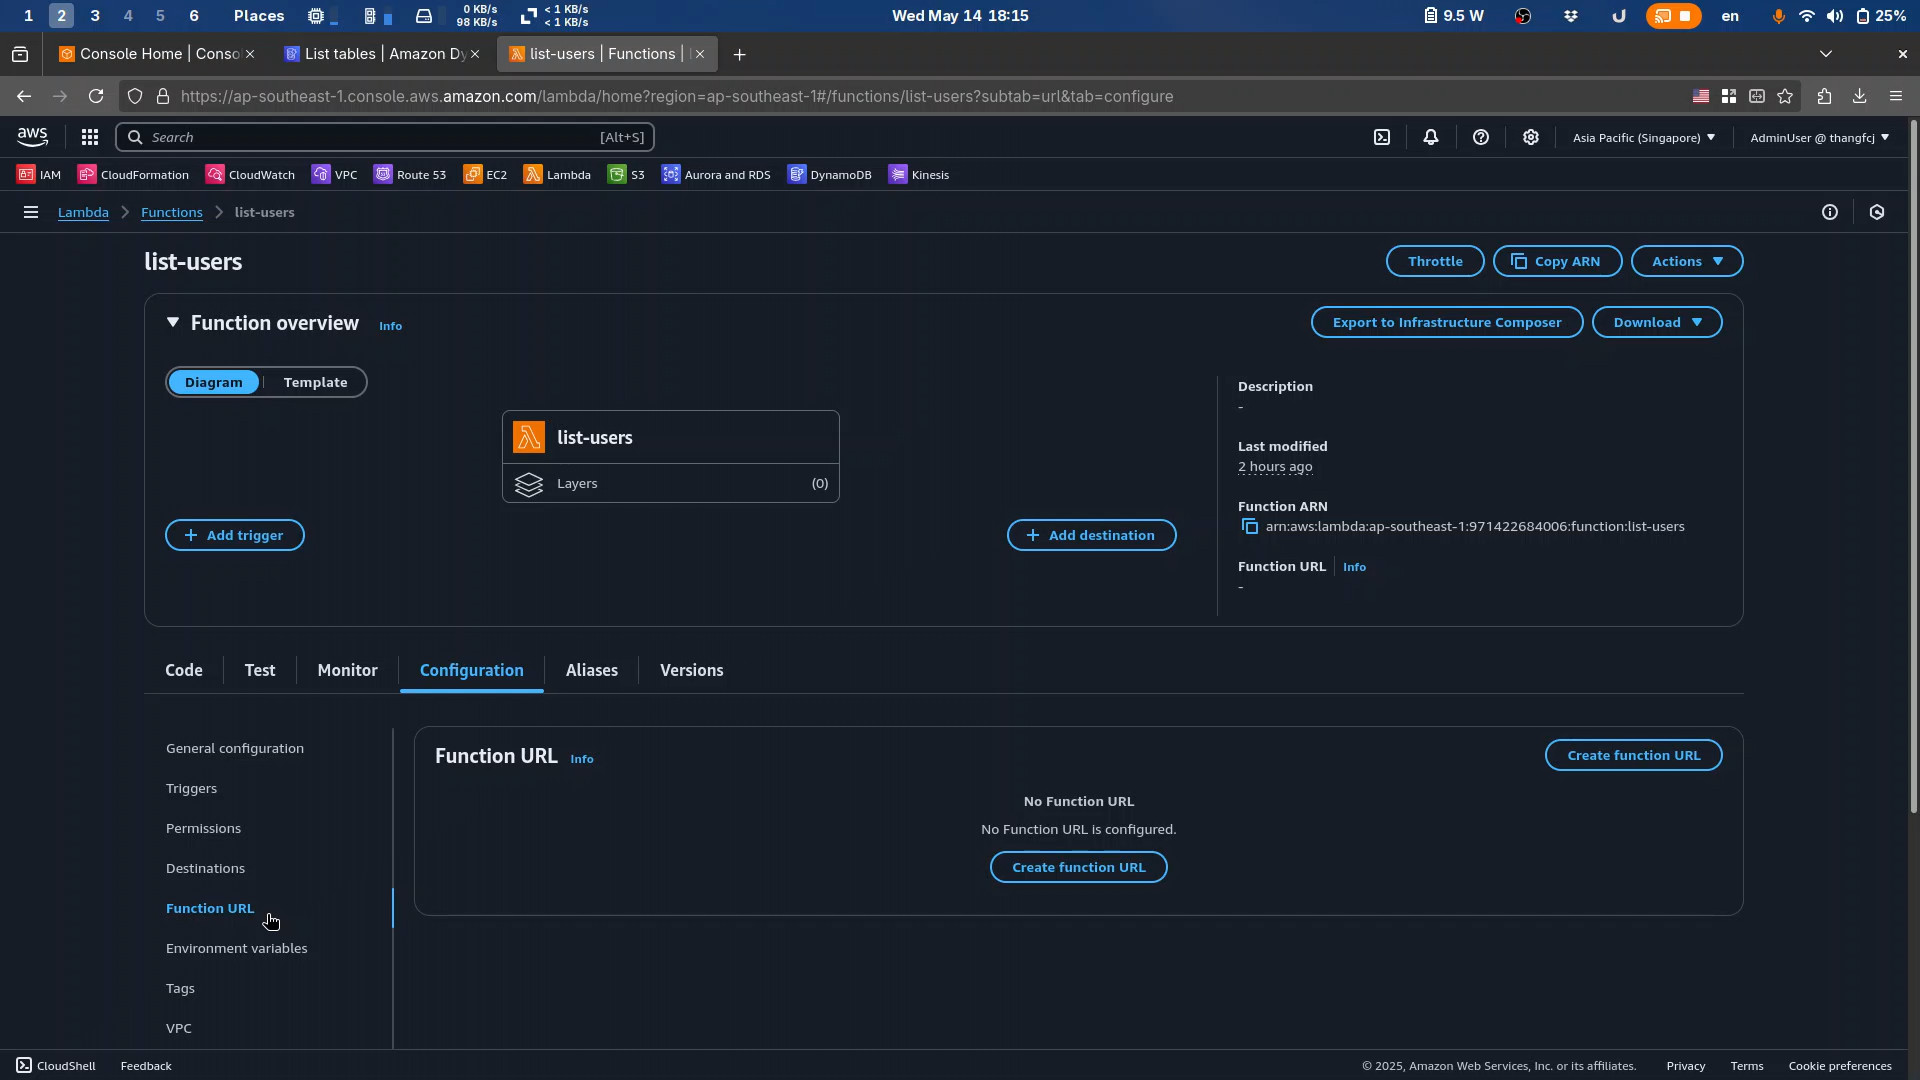 1 2 3 4 5 6 Places 0 KB/s 98 KB/s < 1 KB/s < 1 KB/s Wed May 14 18:15 9.5 W en 25%
Console Home | Conso List tables | Amazon Dy list-users | Functions |
https://ap-southeast-1.console.aws.amazon.com/lambda/home?region=ap-southeast-1#/functions/list-users?subtab=url&tab=configure
aws Search [Alt+S] Asia Pacific (Singapore) AdminUser @ thangfcj
IAM CloudFormation CloudWatch VPC Route 53 EC2 Lambda S3 Aurora and RDS DynamoDB Kinesis
Lambda Functions list-users
list-users Throttle Copy ARN Actions
Function overview Info Export to Infrastructure Composer Download
Diagram Template
list-users
Layers (0)
+ Add trigger
+ Add destination
Description
-
Last modified
2 hours ago
Function ARN
arn:aws:lambda:ap-southeast-1:971422684006:function:list-users
Function URL Info
-
Code Test Monitor Configuration Aliases Versions
General configuration
Triggers
Permissions
Destinations
Function URL
Environment variables
Tags
VPC
Function URL Info Create function URL
No Function URL
No Function URL is configured.
Create function URL
CloudShell Feedback © 2025, Amazon Web Services, Inc. or its affiliates. Privacy Terms Cookie preferences